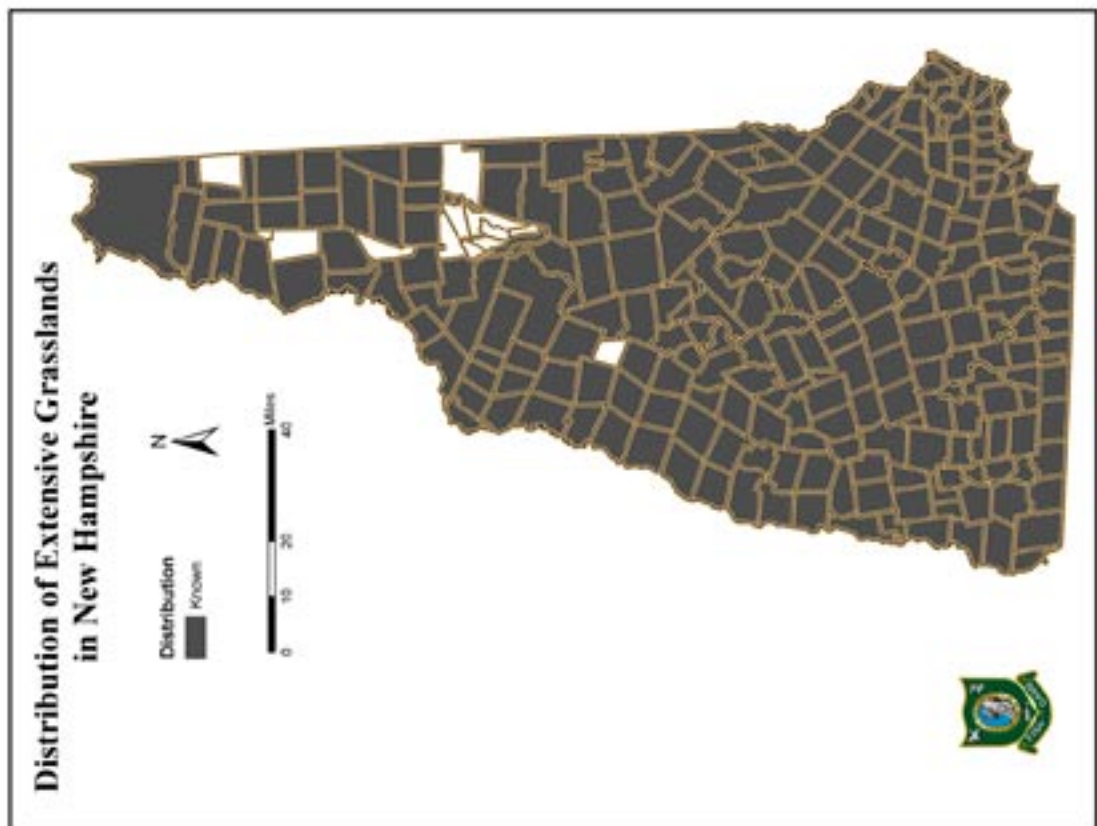 Distribution of Extensive Grasslands
in New Hampshire
Distribution
Known
N
0 10 20 40
Miles